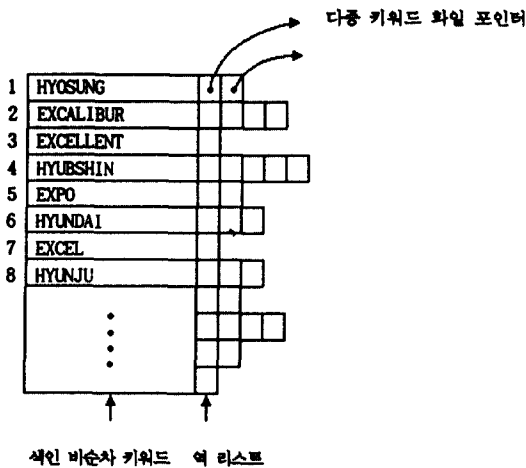 다중 키워드 화일 포인터
1 HYOSUNG
2 EXCALIBUR
3 EXCELLENT
4 HYUBSHIN
5 EXPO
6 HYUNDAI
7 EXCEL
8 HYUNJU
색인 비순차 키워드 역 리스트